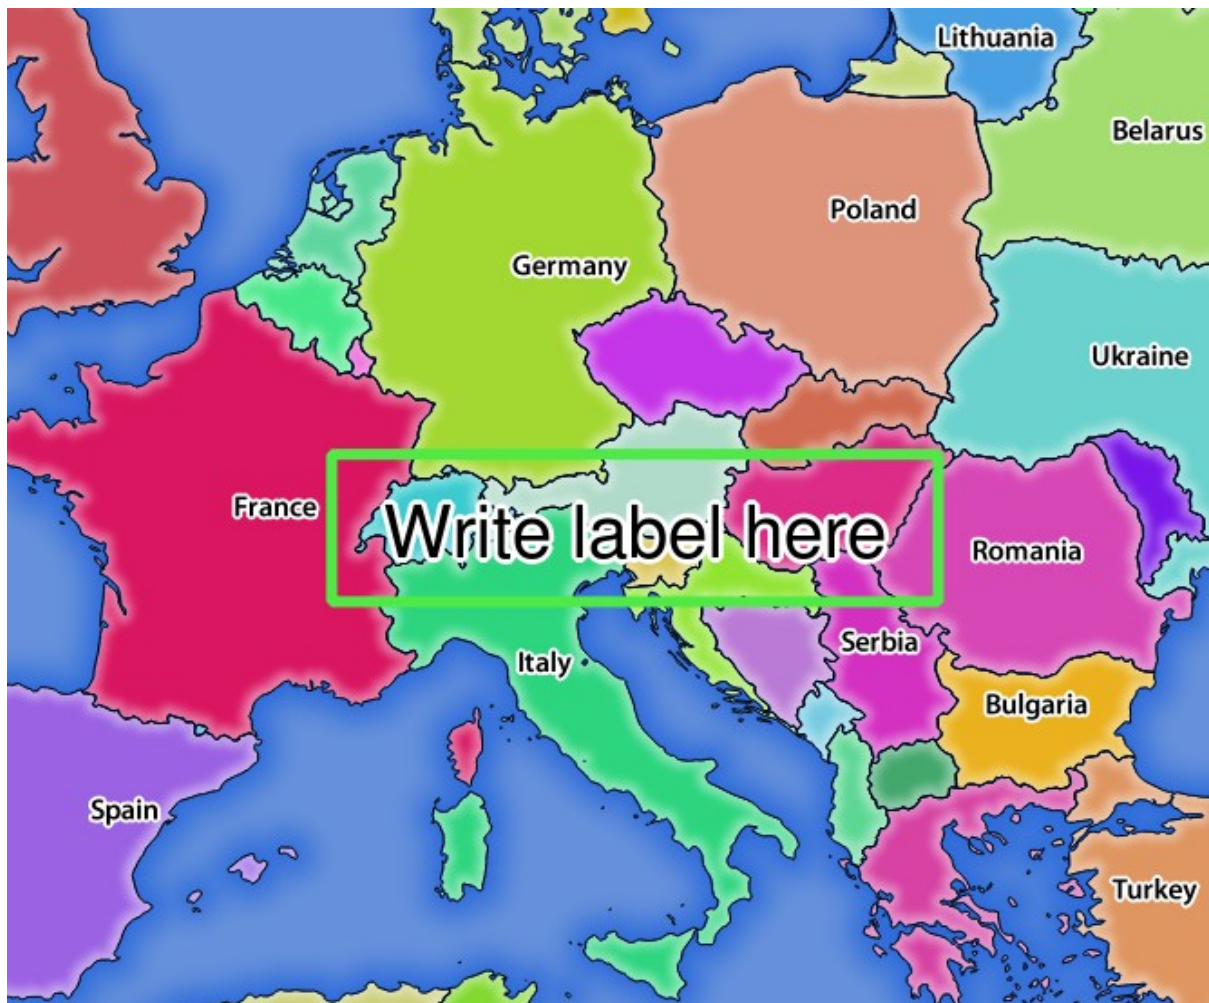 Lithuania
Belarus
Poland
Germany
Ukraine
France
Write label here
Romania
Serbia
Italy
Bulgaria
Spain
Turkey